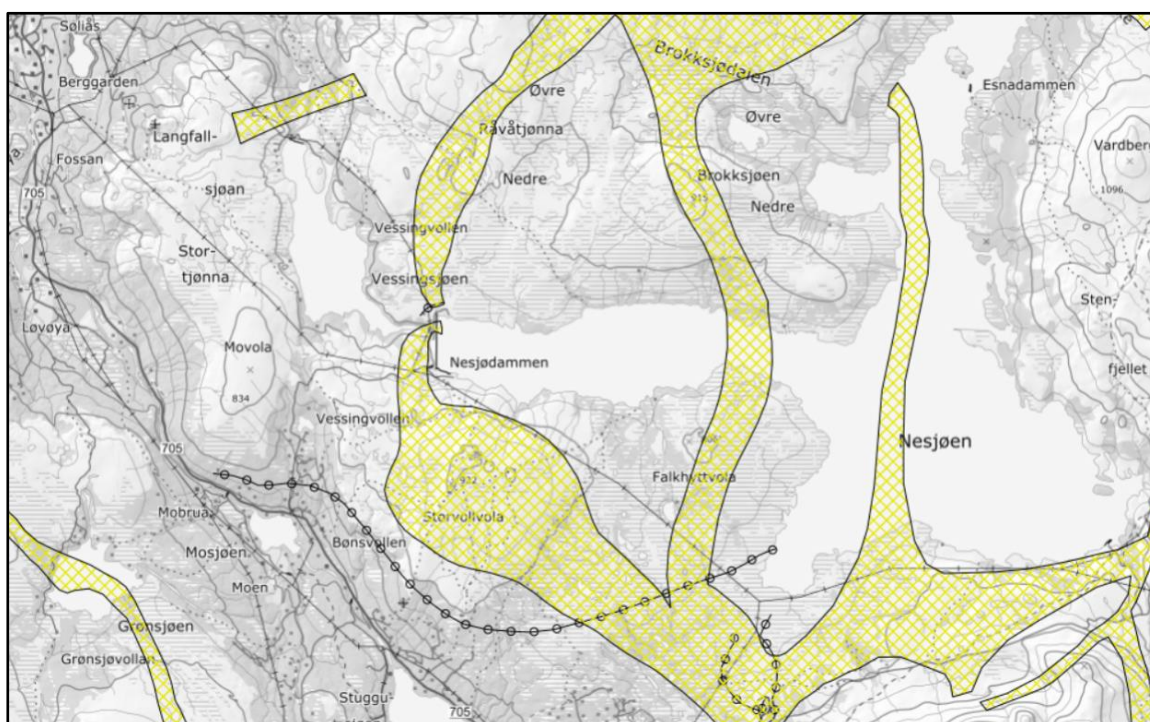 Søliås
Berggarden
Langfall-
sjøan
Fossan
705
Stor-
tjønna
Løvøya
Movola
834
Øvre
Råvåtjønna
Nedre
Vessingvollen
Vessingsjøen
Nesjødammen
Vessingvollen
Brokksjødalen
Øvre
Brokksjøen
915
Nedre
Esnadammen
Vardberg
1096
Sten-
fjellet
Nesjøen
Falkhyttvola
Storvollvola
705
Mobrua
Mosjøen
Moen
Bønsvollen
Grønsjøen
Grønsjøvollan
Stuggu-
705